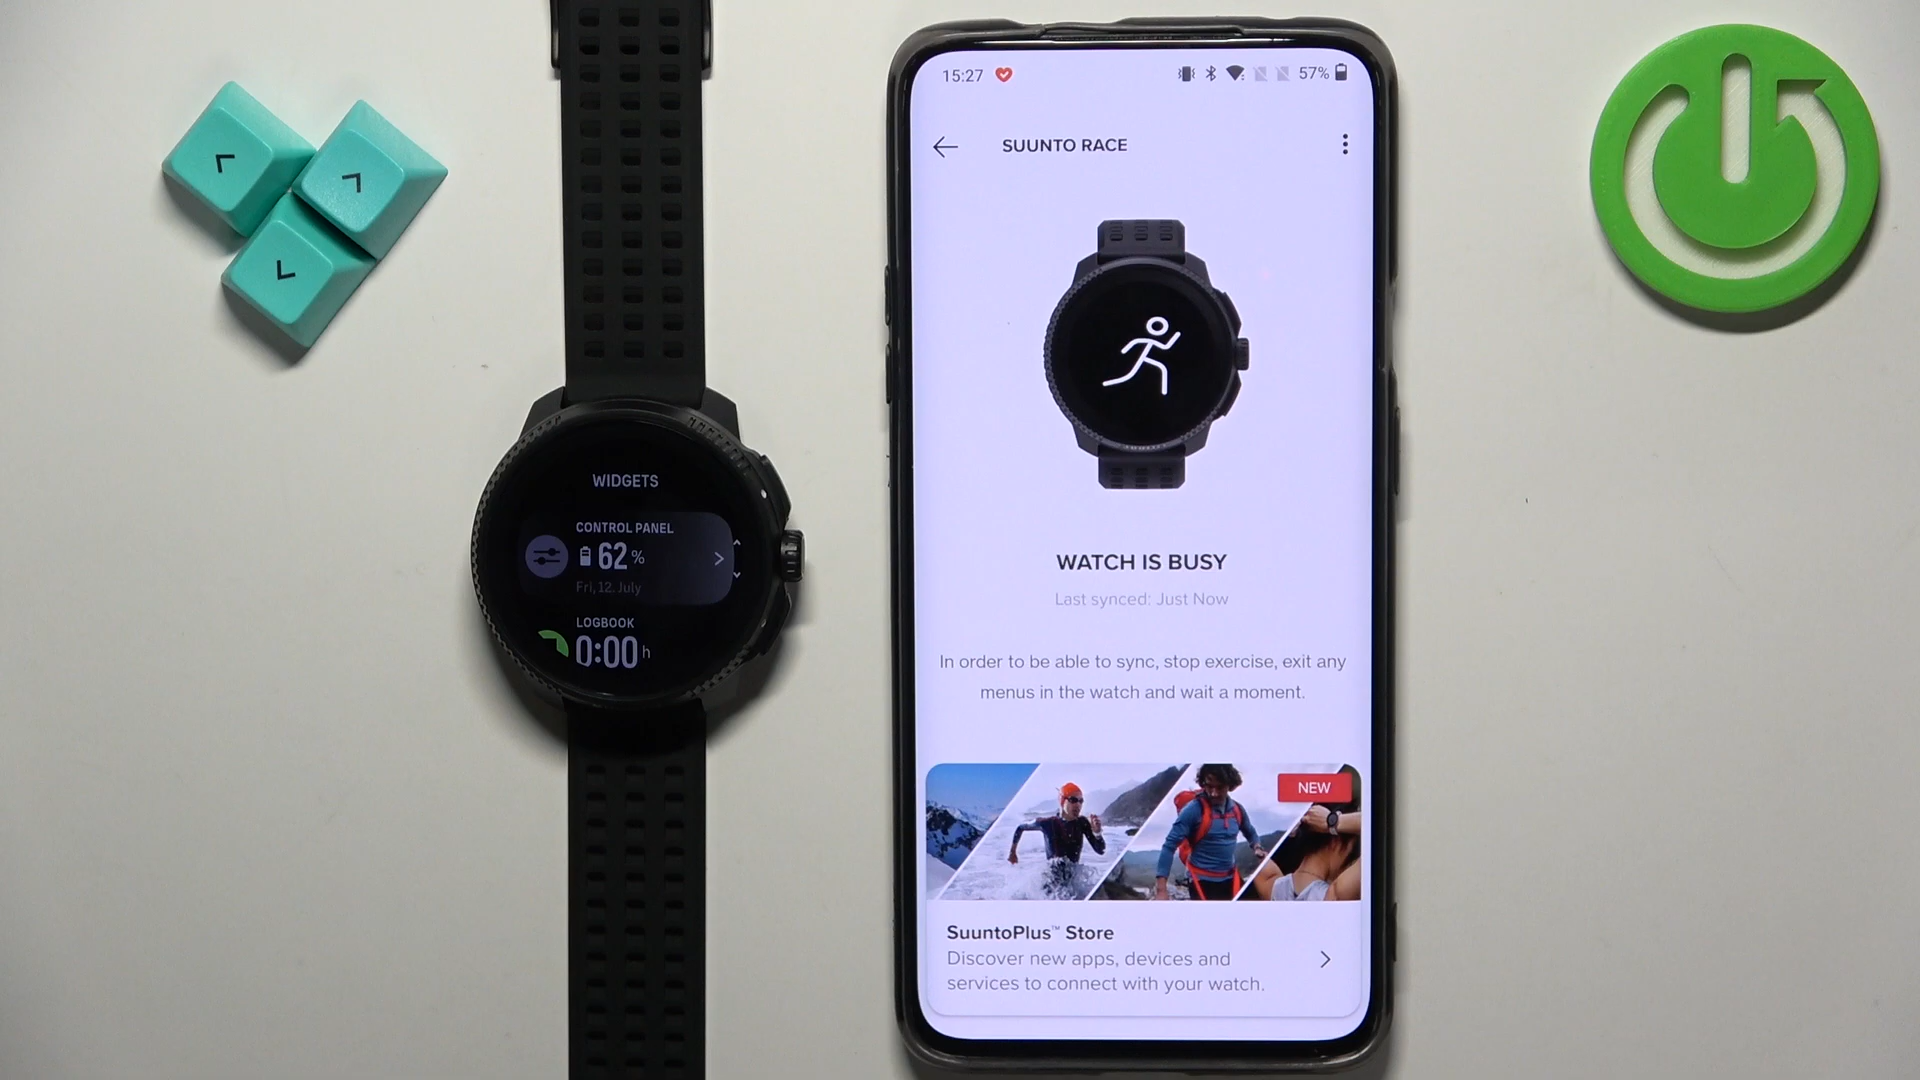 WIDGETS
CONTROL PANEL
62 %
Fri, 12. July
LOGBOOK
0:00 h
15:27
57%
SUUNTO RACE
WATCH IS BUSY
Last synced: Just Now
In order to be able to sync, stop exercise, exit any
menus in the watch and wait a moment.
NEW
SuuntoPlus™ Store
Discover new apps, devices and
services to connect with your watch.